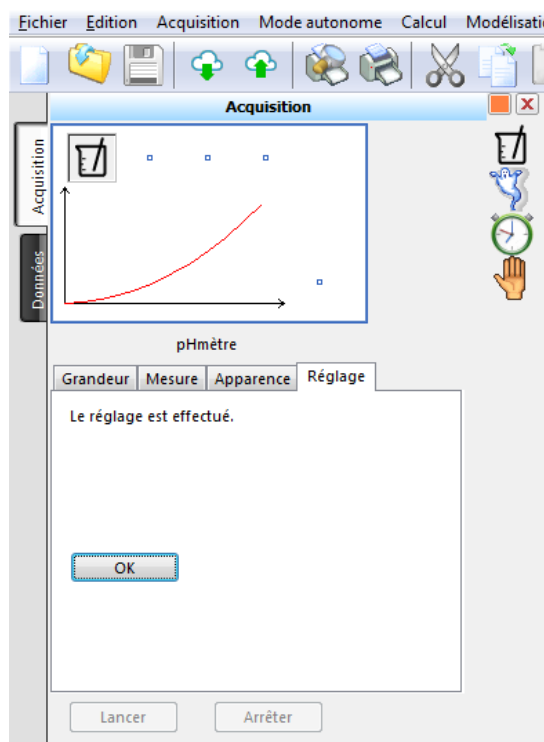 Fichier Edition Acquisition Mode autonome Calcul Modélisati
Acquisition
Acquisition
Données
pHmètre
Grandeur Mesure Apparence Réglage
Le réglage est effectué.
OK
Lancer Arrêter